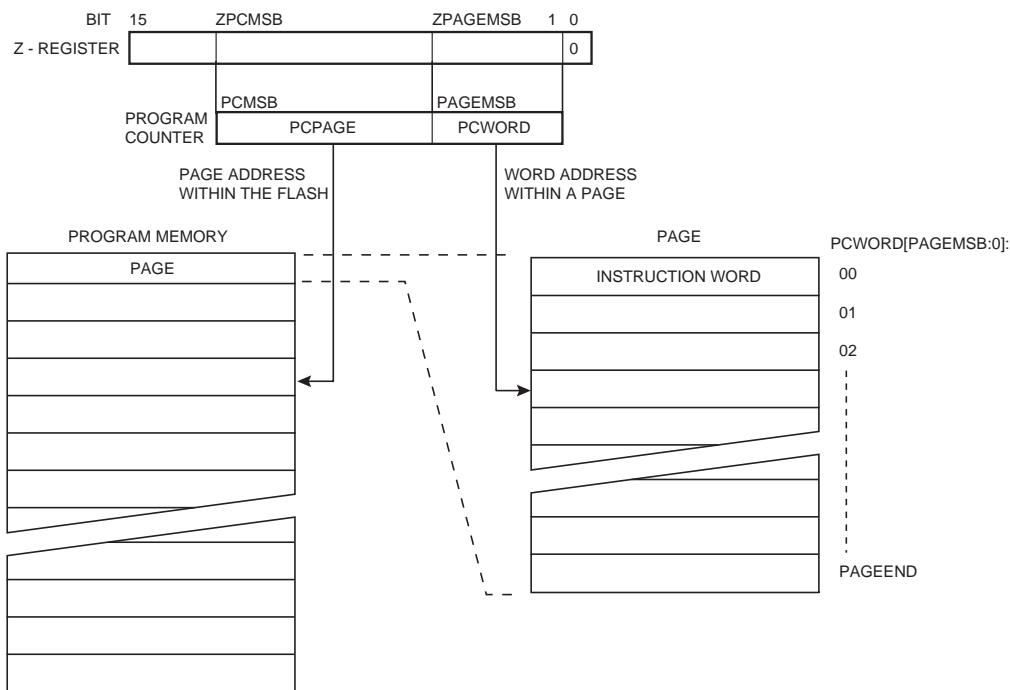 BIT 15 ZPCMSB ZPAGEMSB 1 0
Z - REGISTER 0
PCMSB PAGEMSB
PROGRAM
COUNTER
PCPAGE PCWORD
PAGE ADDRESS
WITHIN THE FLASH
WORD ADDRESS
WITHIN A PAGE
PROGRAM MEMORY
PAGE
PAGE
PCWORD[PAGEMSB:0]:
INSTRUCTION WORD
00
01
02
PAGEEND